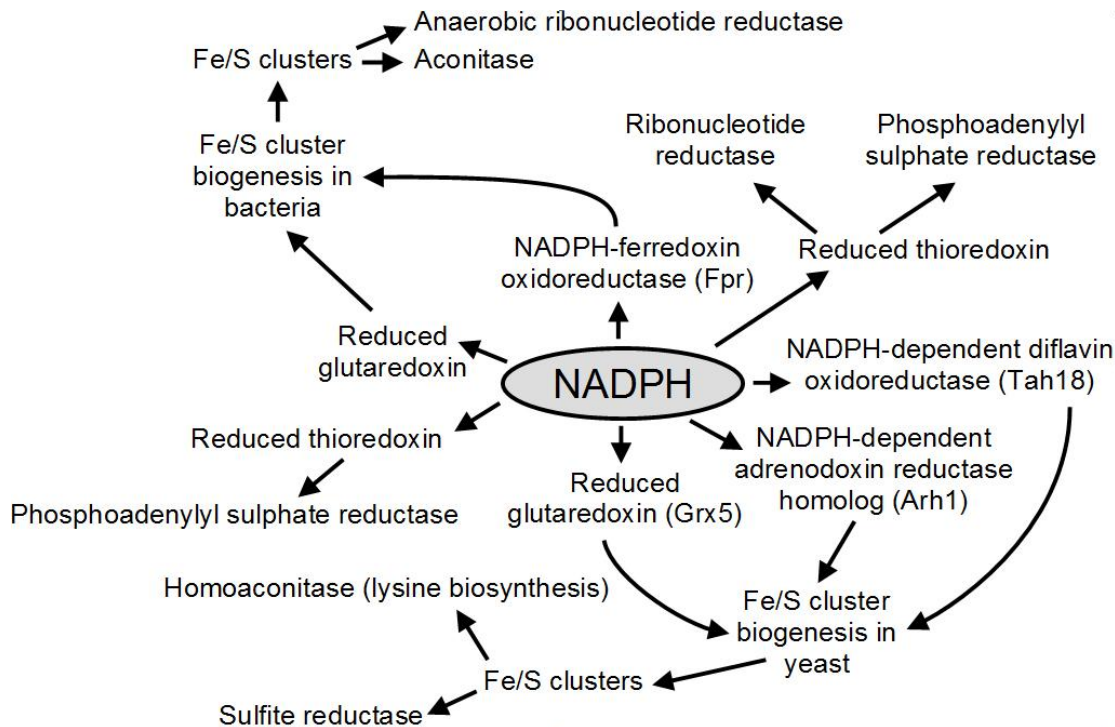 Anaerobic ribonucleotide reductase
Fe/S clusters
Aconitase
Fe/S cluster
biogenesis in
bacteria
Ribonucleotide
reductase
Phosphoadenylyl
sulphate reductase
NADPH-ferredoxin
oxidoreductase (Fpr)
Reduced thioredoxin
Reduced
glutaredoxin
NADPH
NADPH-dependent diflavin
oxidoreductase (Tah18)
Reduced thioredoxin
Phosphoadenylyl sulphate reductase
Reduced
glutaredoxin (Grx5)
NADPH-dependent
adrenodoxin reductase
homolog (Arh1)
Homoaconitase (lysine biosynthesis)
Fe/S cluster
biogenesis in
yeast
Fe/S clusters
Sulfite reductase